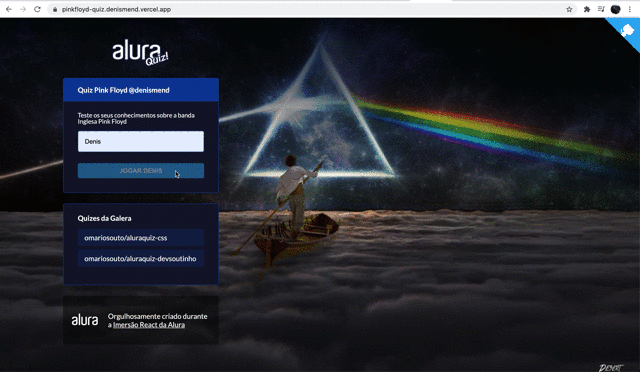 pinkfloyd-quiz.denismend.vercel.app
alura
Quiz!
Quiz Pink Floyd @denismend
Teste os seus conhecimentos sobre a banda
Inglesa Pink Floyd
Denis
JOGAR DENIS
Quizes da Galera
omariosouto/aluraquiz-css
omariosouto/aluraquiz-devsoutinho
alura
Orgulhosamente criado durante
a Imersão React da Alura